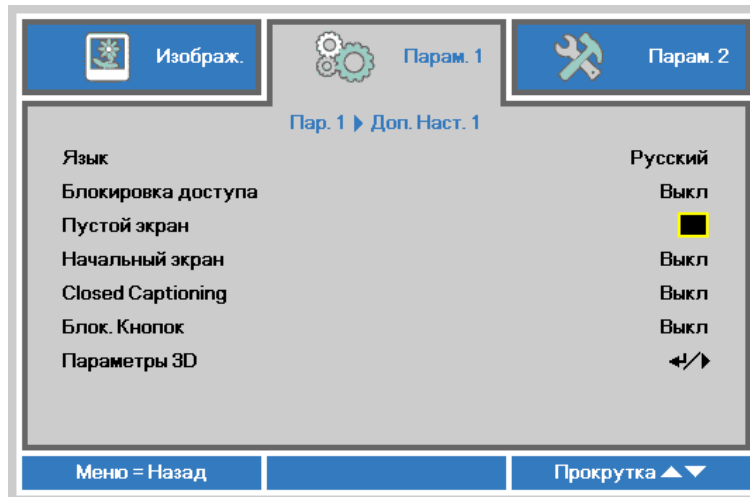 Изображ. Парам. 1 Парам. 2
Пар. 1 Доп. Наст. 1
Язык Русский
Блокировка доступа Выкл
Пустой экран
Начальный экран Выкл
Closed Captioning Выкл
Блок. Кнопок Выкл
Параметры 3D
Меню = Назад Прокрутка